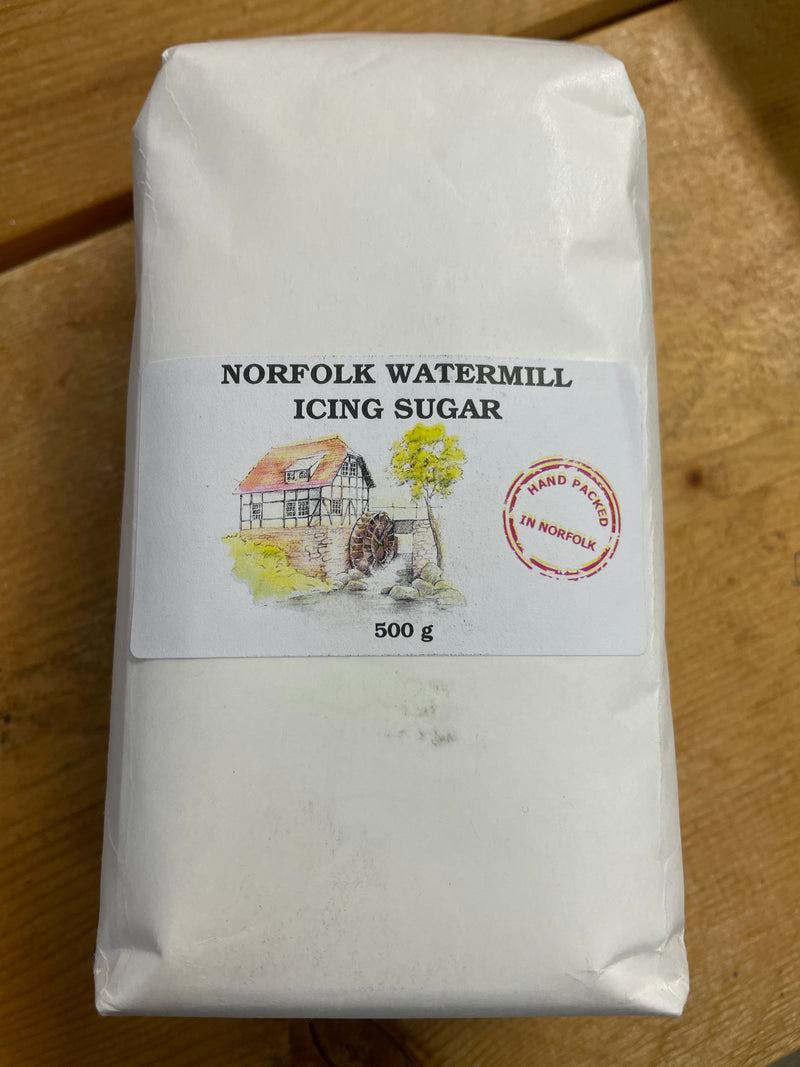 NORFOLK WATERMILL
ICING SUGAR
HAND PACKED
IN NORFOLK
500 g